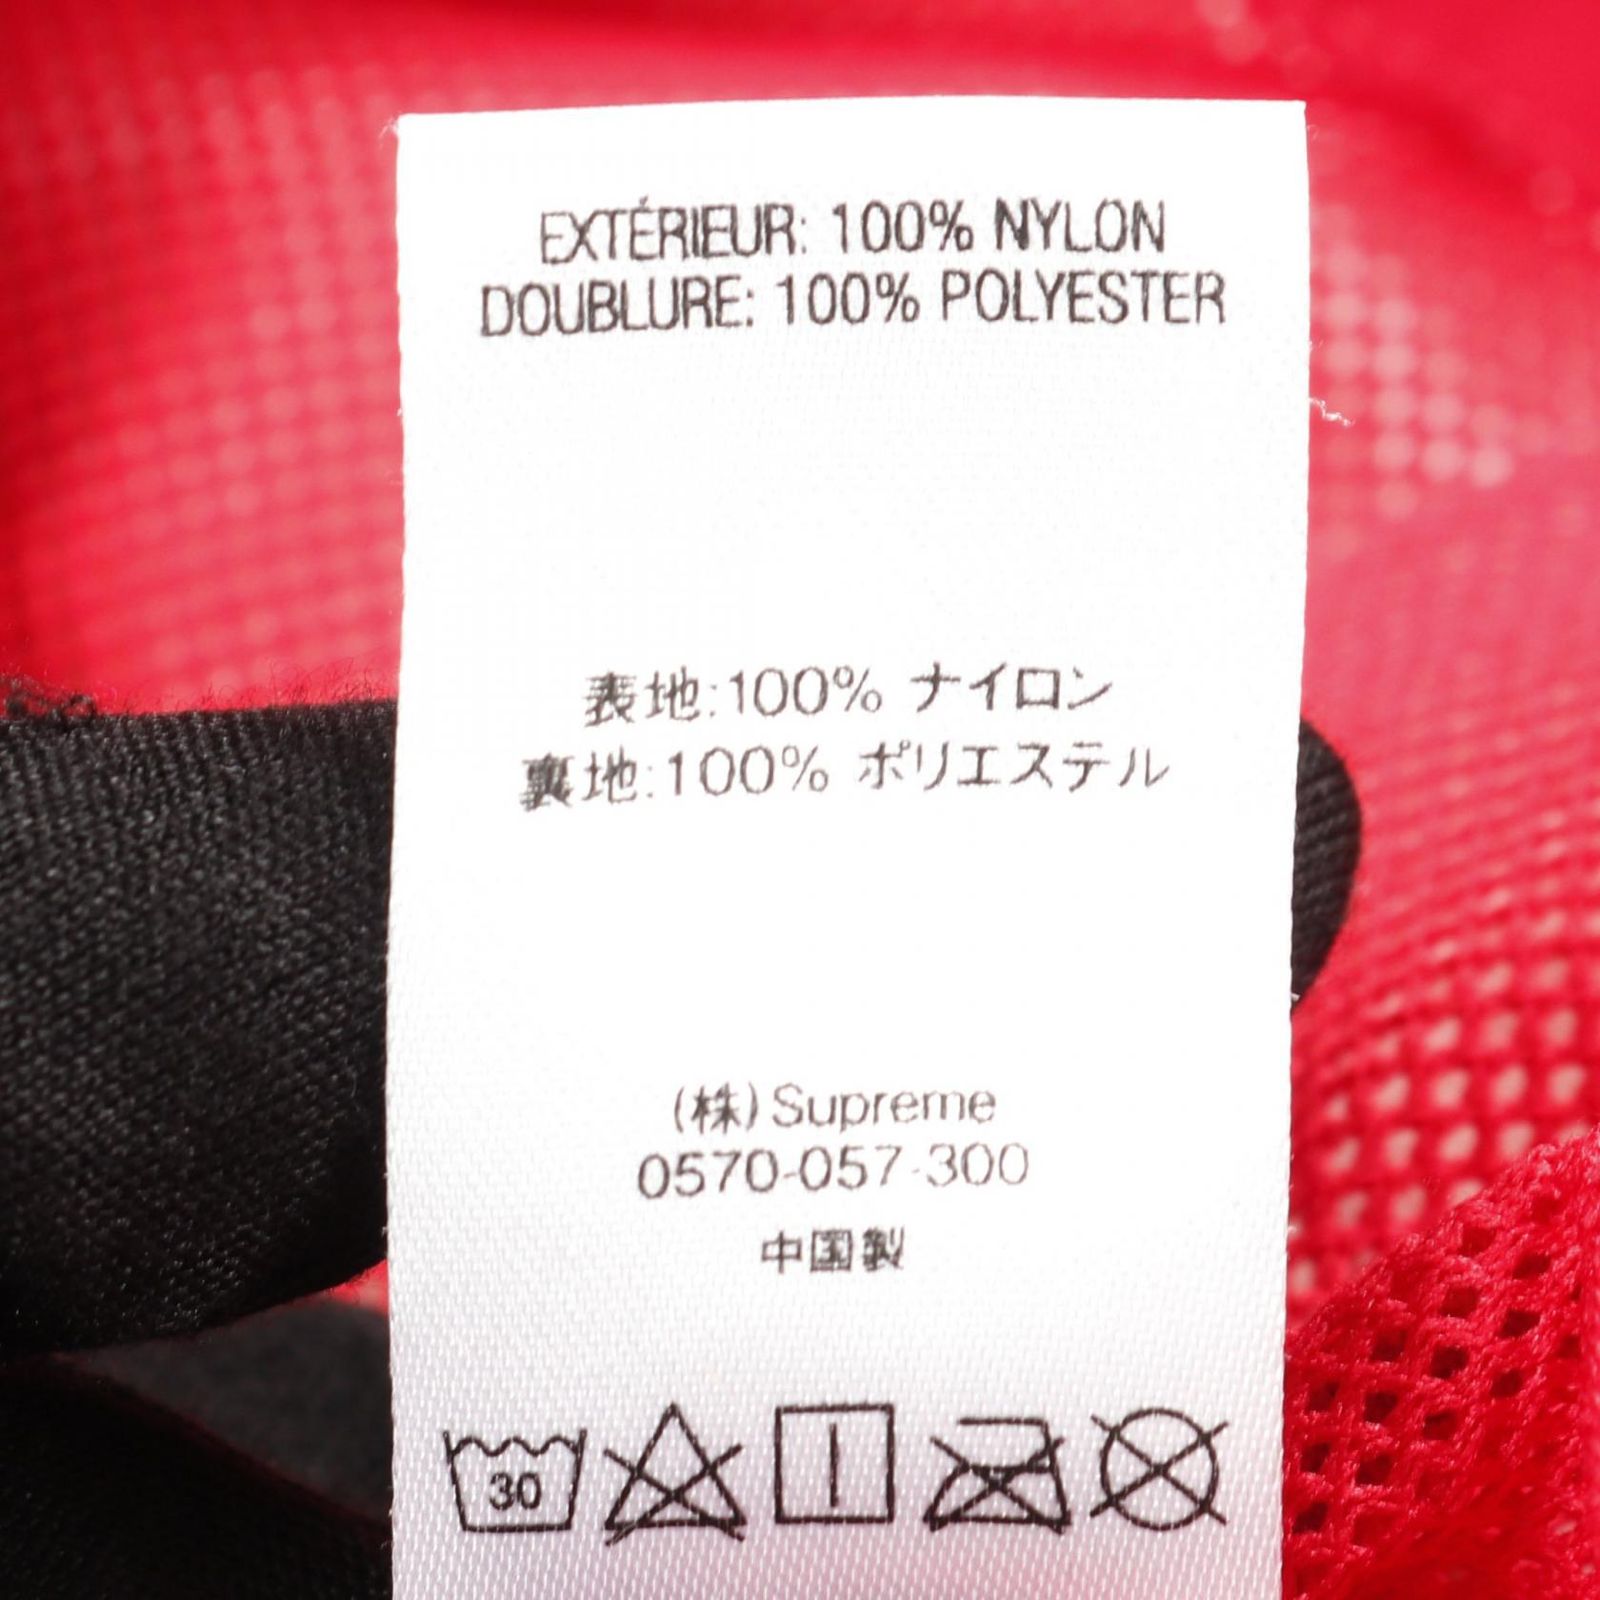 EXTÉRIEUR: 100% NYLON
DOUBLURE: 100% POLYESTER
表地:100% ナイロン
裏地:100% ポリエステル
(株)Supreme
0570-057-300
中国製
30